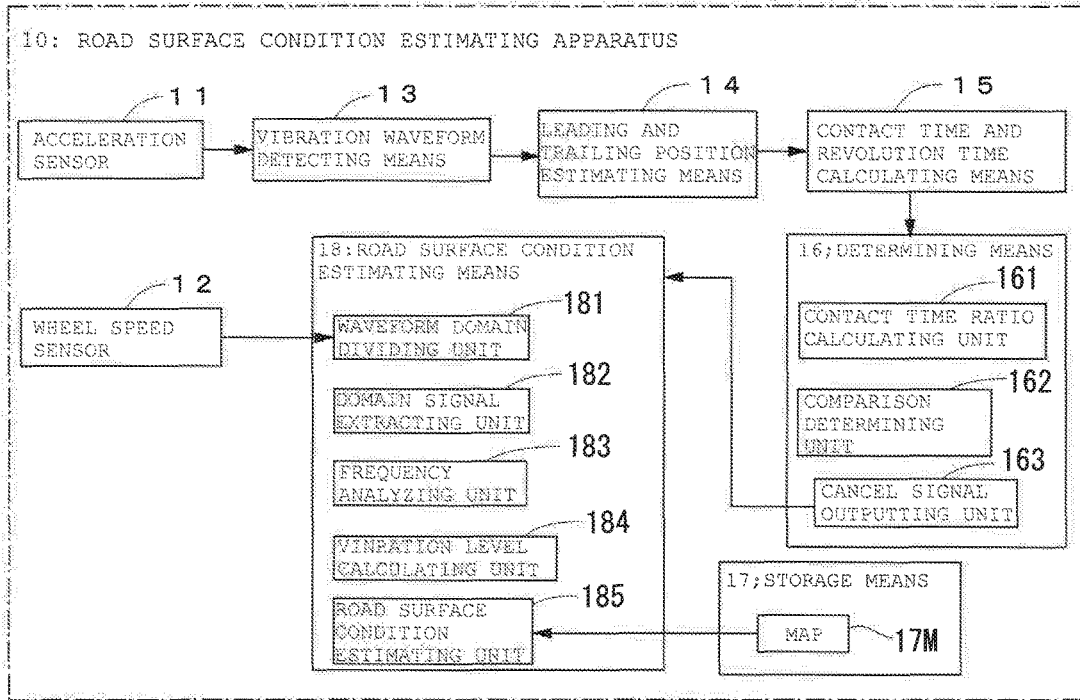 10: ROAD SURFACE CONDITION ESTIMATING APPARATUS
11
13
14
15
ACCELERATION
SENSOR
VIBRATION WAVEFORM
DETECTING MEANS
LEADING AND
TRAILING POSITION
ESTIMATING MEANS
CONTACT TIME AND
REVOLUTION TIME
CALCULATING MEANS
12
WHEEL SPEED
SENSOR
18:ROAD SURFACE CONDITION
ESTIMATING MEANS
181
WAVEFORM DOMAIN
DIVIDING UNIT
182
DOMAIN SIGNAL
EXTRACTING UNIT
183
FREQUENCY
ANALYZING UNIT
184
VINRATION LEVEL
CALCULATING UNIT
185
ROAD SURFACE
CONDITION
ESTIMATING UNIT
16;DETERMINING MEANS
161
CONTACT TIME RATIO
CALCULATING UNIT
162
COMPARISON
DETERMINING
UNIT
163
CANCEL SIGNAL
OUTPUTTING UNIT
17;STORAGE MEANS
MAP
17M